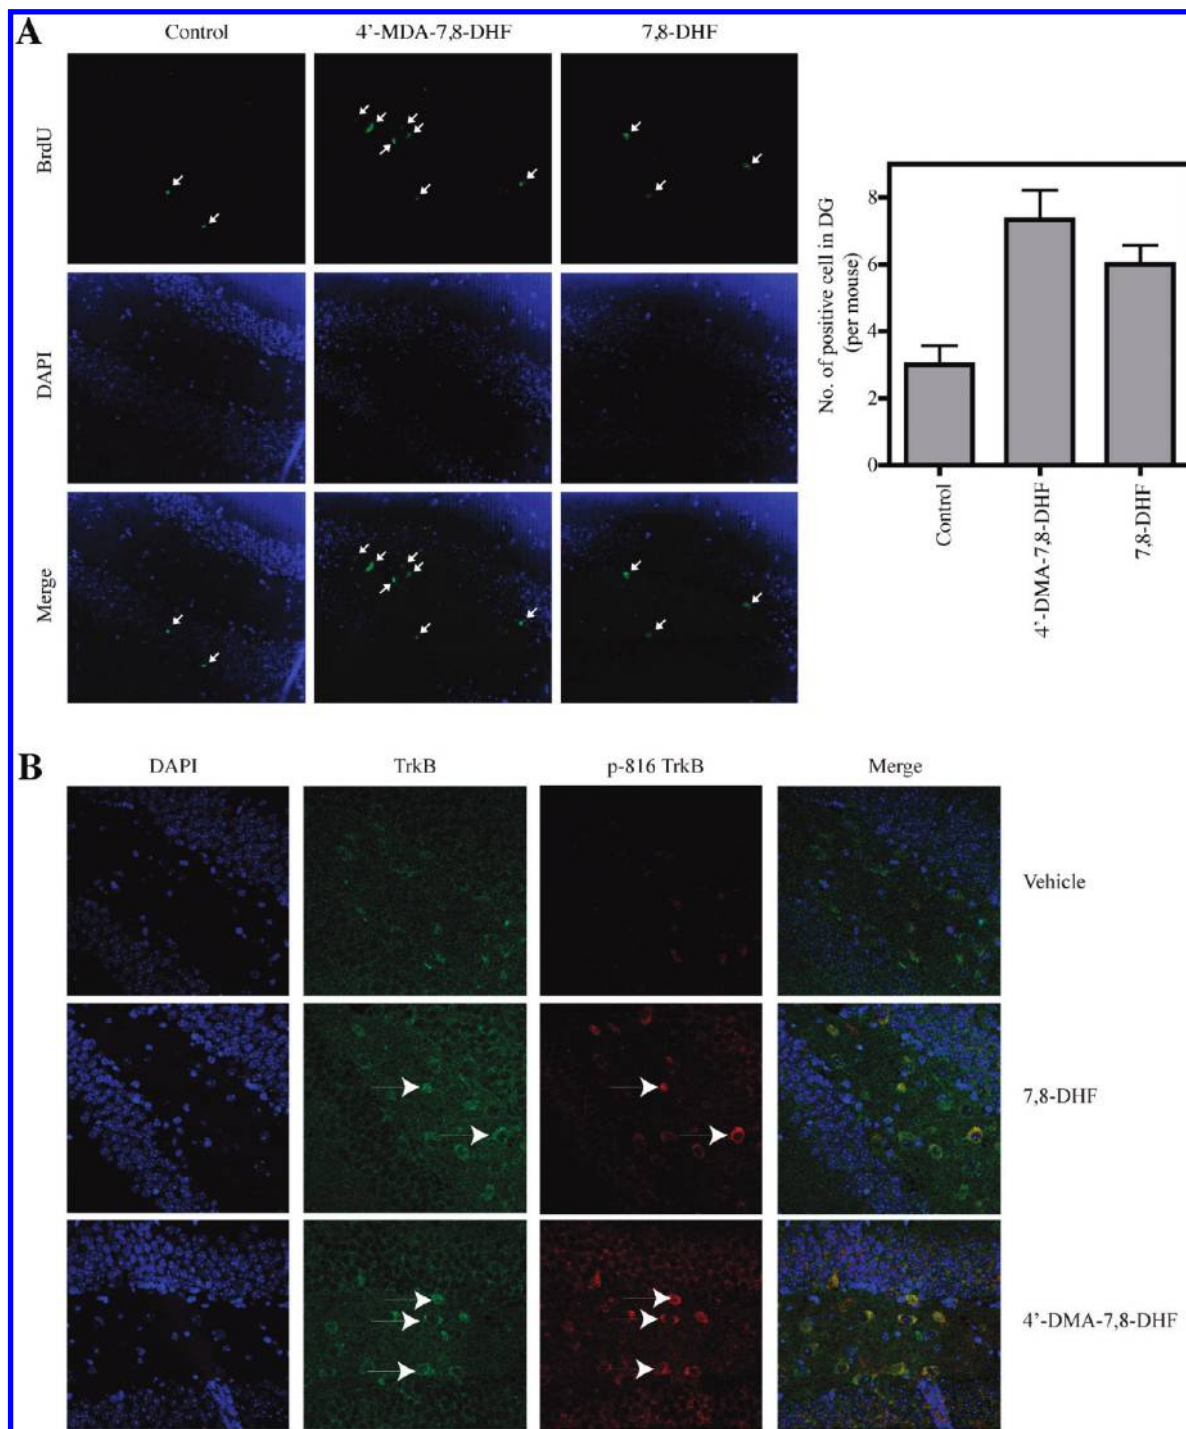 A
Control
4'-MDA-7,8-DHF
7,8-DHF
BrdU
DAPI
Merge
No. of positive cell in DG
(per mouse)
8
6
4
2
0
Control
4'-DMA-7,8-DHF
7,8-DHF
B
DAPI
TrkB
p-816 TrkB
Merge
Vehicle
7,8-DHF
4'-DMA-7,8-DHF